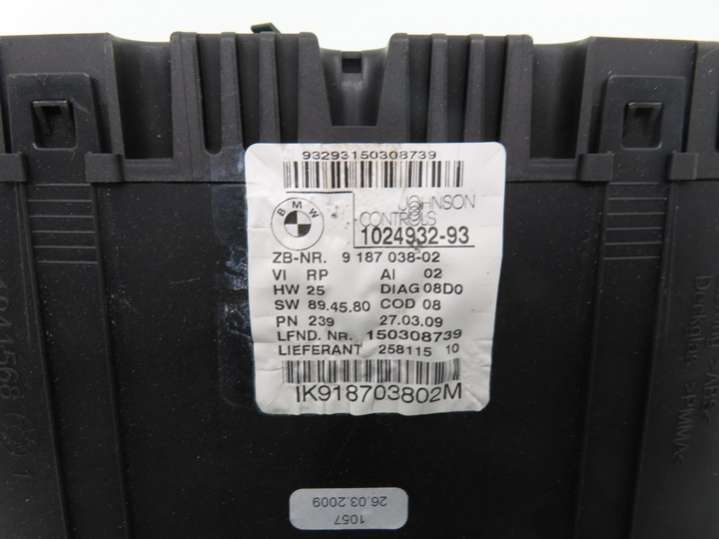 93293150308739
BMW
JOHNSON
CONTROLS
1024932-93
ZB-NR. 9 187 038-02
VI RP AI 02
HW 25 DIAG 08D0
SW 89.45.80 COD 08
PN 239 27.03.09
LFND. NR. 150308739
LIEFERANT 258115 10
IK918703802M
1057
26.03.2009